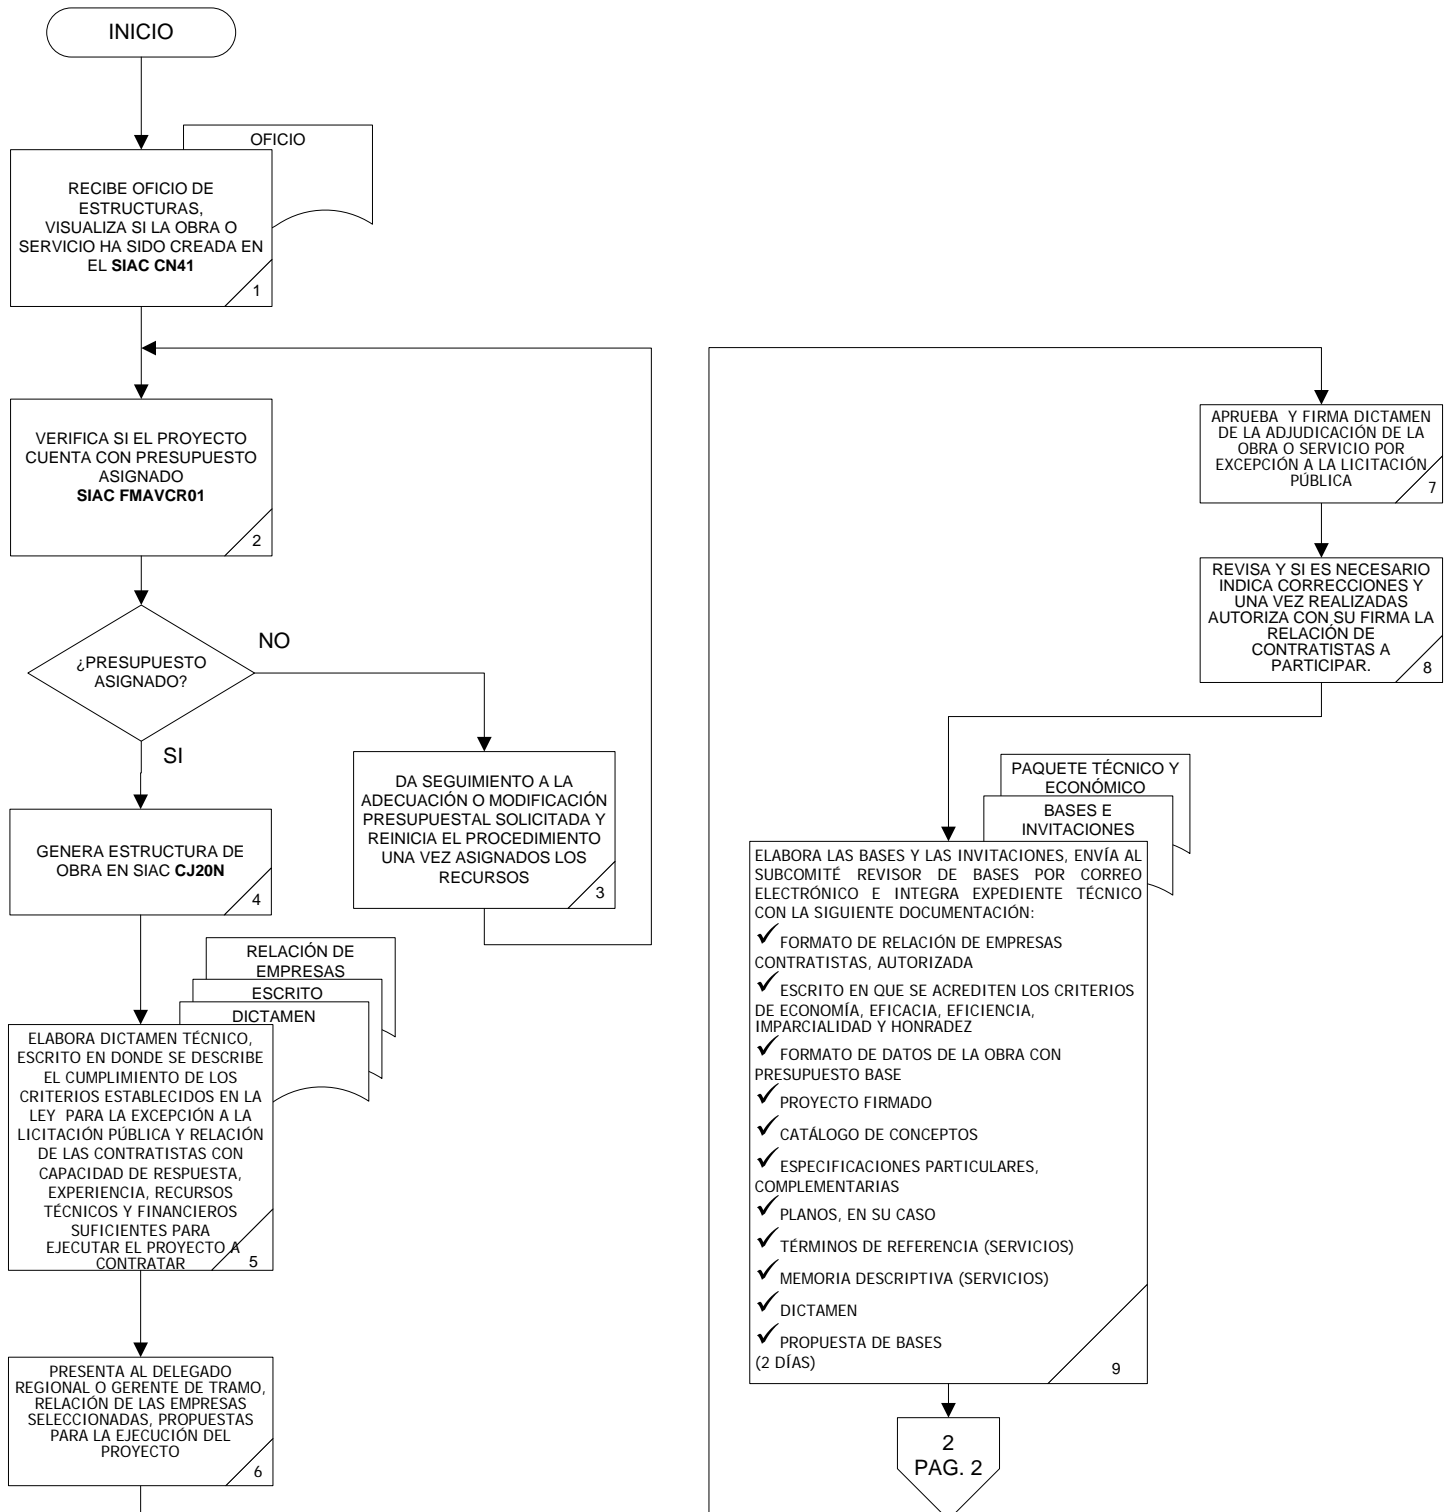 INICIO
OFICIO
RECIBE OFICIO DE
ESTRUCTURAS,
VISUALIZA SI LA OBRA O
SERVICIO HA SIDO CREADA EN
EL SIAC CN41
1
VERIFICA SI EL PROYECTO
CUENTA CON PRESUPUESTO
ASIGNADO
SIAC FMAVCR01
2
¿PRESUPUESTO
ASIGNADO?
NO
SI
DA SEGUIMIENTO A LA
ADECUACIÓN O MODIFICACIÓN
PRESUPUESTAL SOLICITADA Y
REINICIA EL PROCEDIMIENTO
UNA VEZ ASIGNADOS LOS
RECURSOS
3
GENERA ESTRUCTURA DE
OBRA EN SIAC CJ20N
4
RELACIÓN DE
EMPRESAS
ESCRITO
DICTAMEN
ELABORA DICTAMEN TÉCNICO,
ESCRITO EN DONDE SE DESCRIBE
EL CUMPLIMIENTO DE LOS
CRITERIOS ESTABLECIDOS EN LA
LEY PARA LA EXCEPCIÓN A LA
LICITACIÓN PÚBLICA Y RELACIÓN
DE LAS CONTRATISTAS CON
CAPACIDAD DE RESPUESTA,
EXPERIENCIA, RECURSOS
TÉCNICOS Y FINANCIEROS
SUFICIENTES PARA
EJECUTAR EL PROYECTO A
CONTRATAR
5
PRESENTA AL DELEGADO
REGIONAL O GERENTE DE TRAMO,
RELACIÓN DE LAS EMPRESAS
SELECCIONADAS, PROPUESTAS
PARA LA EJECUCIÓN DEL
PROYECTO
6
APRUEBA Y FIRMA DICTAMEN
DE LA ADJUDICACIÓN DE LA
OBRA O SERVICIO POR
EXCEPCIÓN A LA LICITACIÓN
PÚBLICA
7
REVISA Y SI ES NECESARIO
INDICA CORRECCIONES Y
UNA VEZ REALIZADAS
AUTORIZA CON SU FIRMA LA
RELACIÓN DE
CONTRATISTAS A
PARTICIPAR.
8
PAQUETE TÉCNICO Y
ECONÓMICO
BASES E
INVITACIONES
ELABORA LAS BASES Y LAS INVITACIONES, ENVÍA AL
SUBCOMITÉ REVISOR DE BASES POR CORREO
ELECTRÓNICO E INTEGRA EXPEDIENTE TÉCNICO
CON LA SIGUIENTE DOCUMENTACIÓN:
✓ FORMATO DE RELACIÓN DE EMPRESAS
CONTRATISTAS, AUTORIZADA
✓ ESCRITO EN QUE SE ACREDITEN LOS CRITERIOS
DE ECONOMÍA, EFICACIA, EFICIENCIA,
IMPARCIALIDAD Y HONRADEZ
✓ FORMATO DE DATOS DE LA OBRA CON
PRESUPUESTO BASE
✓ PROYECTO FIRMADO
✓ CATÁLOGO DE CONCEPTOS
✓ ESPECIFICACIONES PARTICULARES,
COMPLEMENTARIAS
✓ PLANOS, EN SU CASO
✓ TÉRMINOS DE REFERENCIA (SERVICIOS)
✓ MEMORIA DESCRIPTIVA (SERVICIOS)
✓ DICTAMEN
✓ PROPUESTA DE BASES
(2 DÍAS)
9
2
PAG. 2